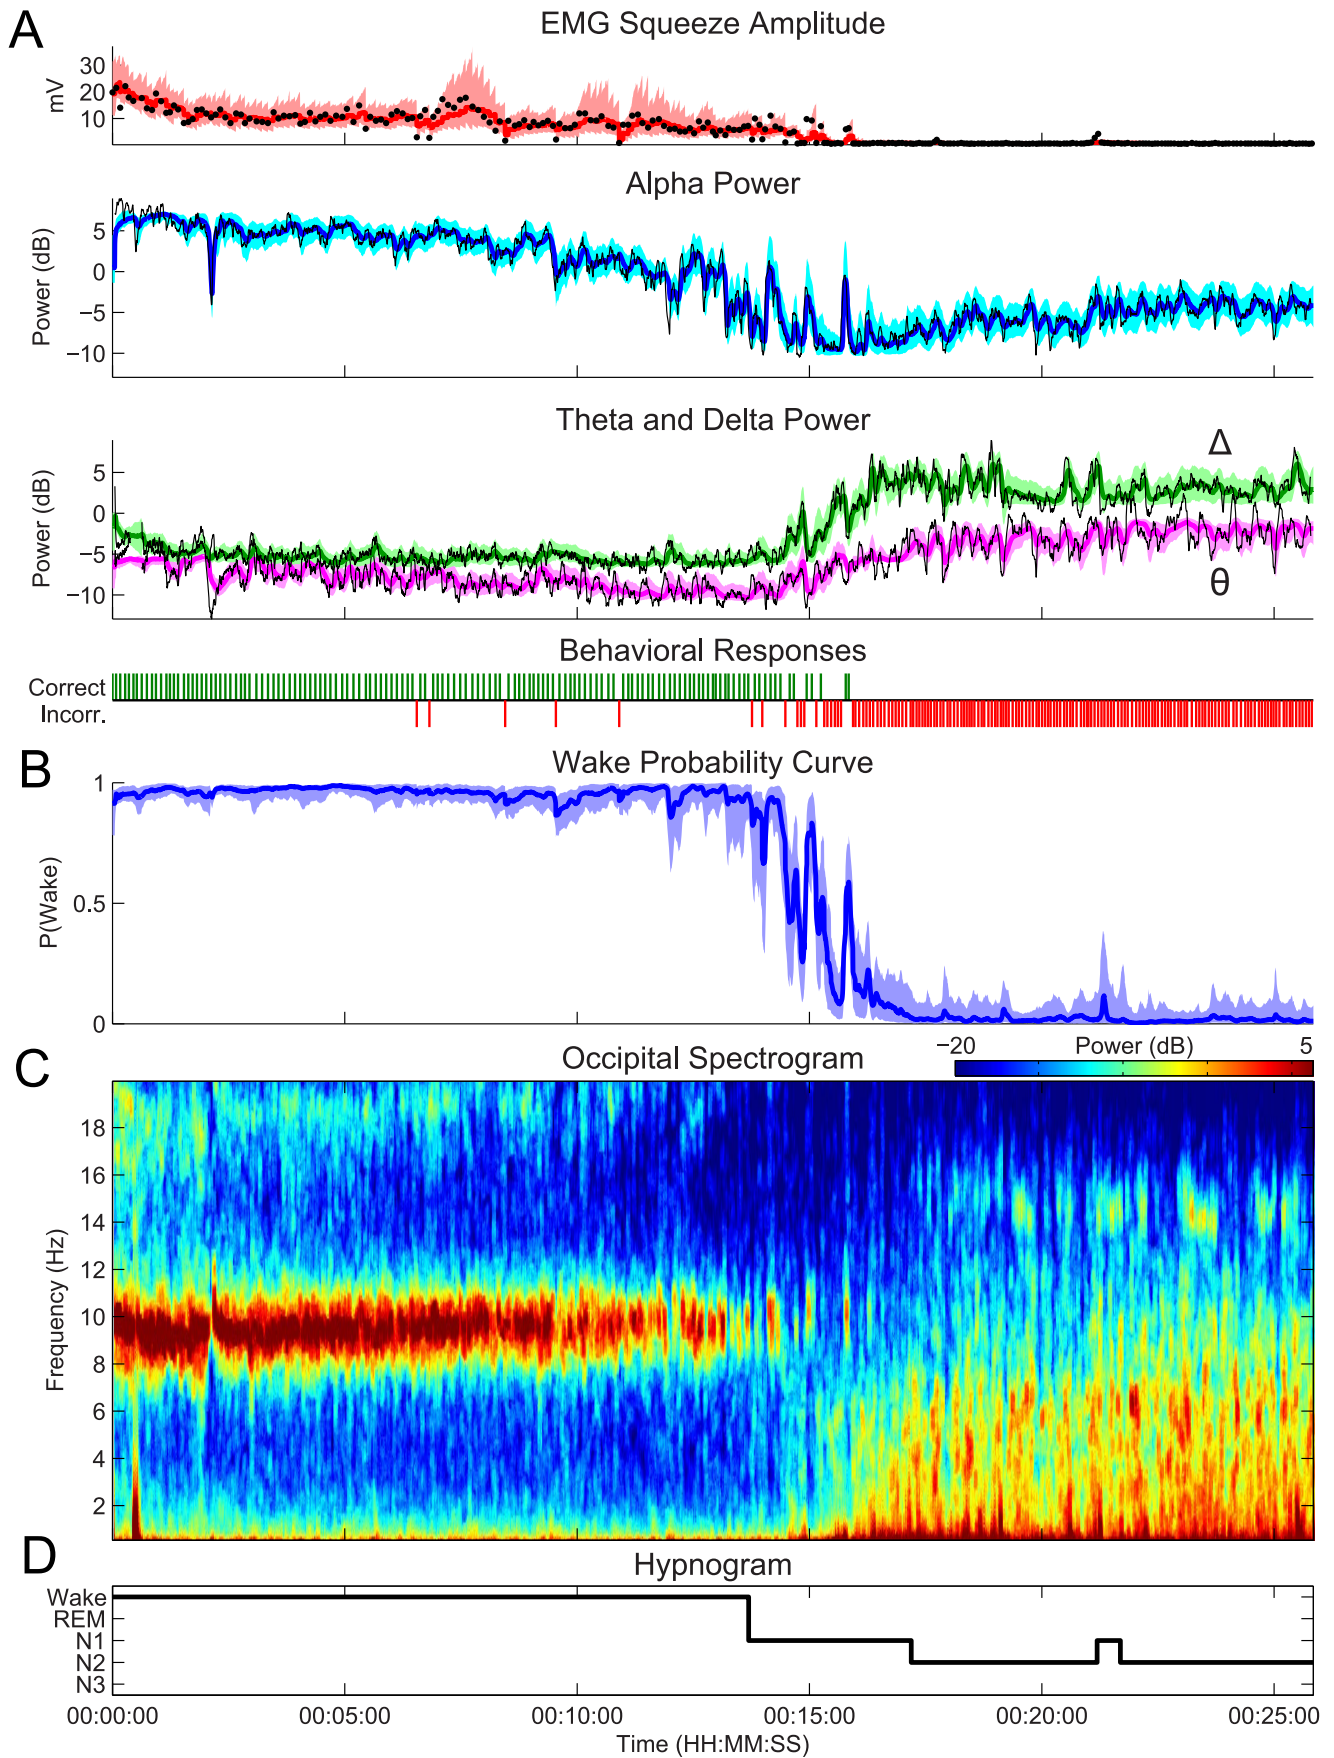 A
EMG Squeeze Amplitude
mV
30
20
10
Alpha Power
Power (dB)
5
0
−5
−10
Theta and Delta Power
Power (dB)
5
0
−5
−10
Δ
θ
Behavioral Responses
Correct
Incorr.
B
Wake Probability Curve
P(Wake)
1
0.5
0
C
Occipital Spectrogram
−20 Power (dB) 5
Frequency (Hz)
18
16
14
12
10
8
6
4
2
D
Hypnogram
Wake
REM
N1
N2
N3
00:00:00 00:05:00 00:10:00 00:15:00 00:20:00 00:25:00
Time (HH:MM:SS)